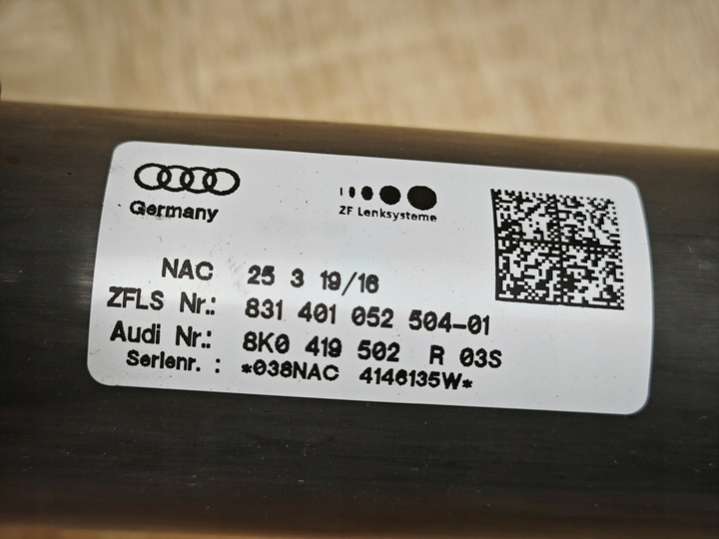 Germany
ZF Lenksysteme
NAC 25 3 19/16
ZFLS Nr.: 831 401 052 504-01
Audi Nr.: 8K0 419 502 R 03S
Serienr. : *038NAC 4146135W*